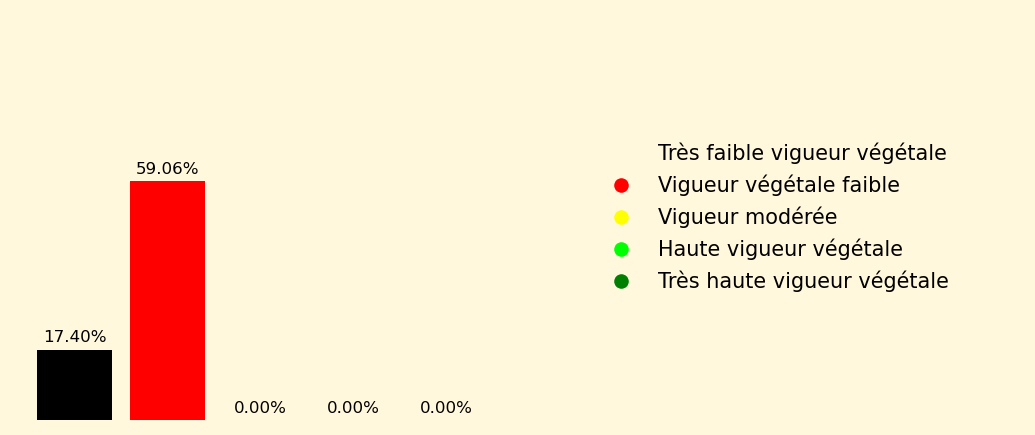 59.06%
17.40%
0.00%
0.00%
0.00%
Très faible vigueur végétale
Vigueur végétale faible
Vigueur modérée
Haute vigueur végétale
Très haute vigueur végétale